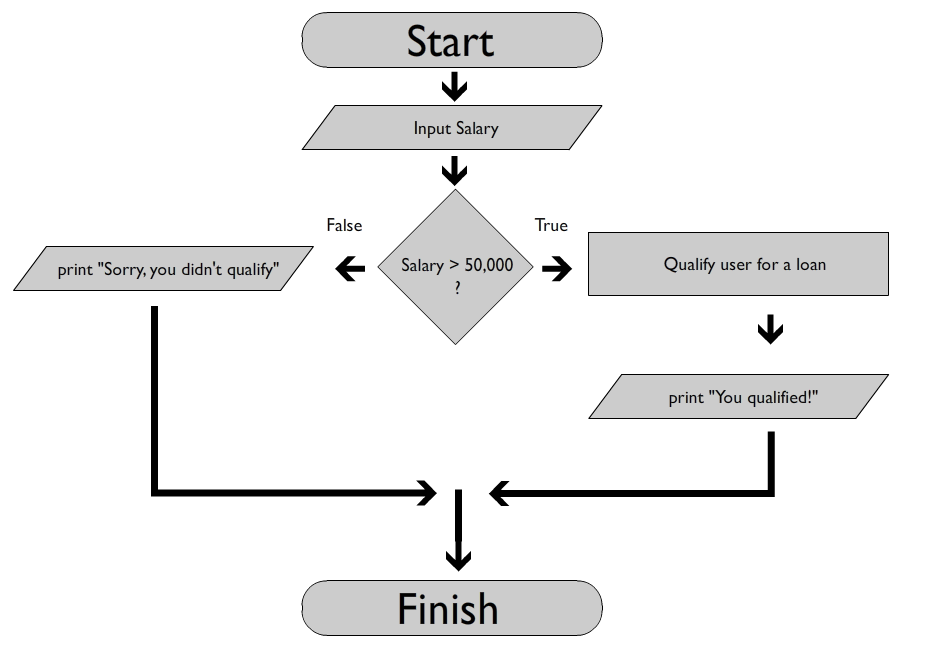 Start
Input Salary
False
True
print "Sorry, you didn't qualify"
Salary > 50,000
?
Qualify user for a loan
print "You qualified!"
Finish